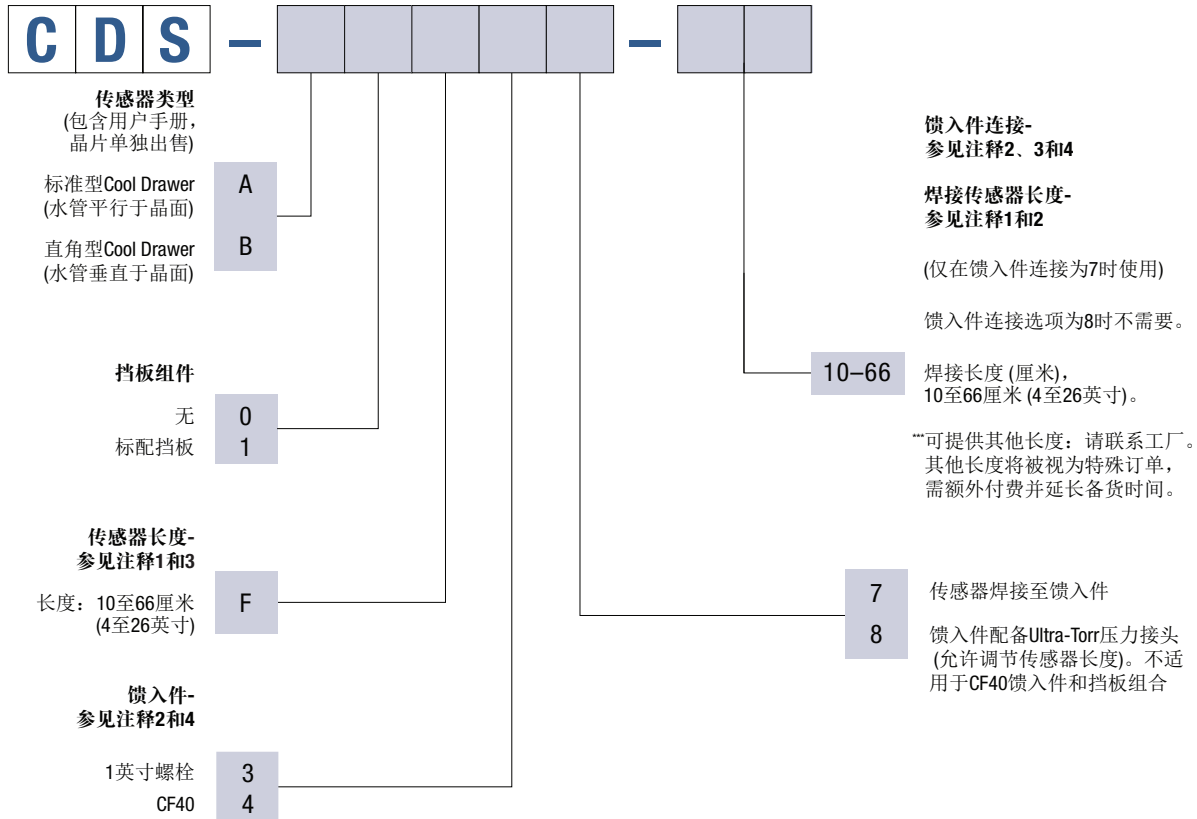 C D S – –
传感器类型
(包含用户手册，
晶片单独出售)
标准型Cool Drawer
(水管平行于晶面)
A
直角型Cool Drawer
(水管垂直于晶面)
B
挡板组件
无
0
标配挡板
1
传感器长度-
参见注释1和3
长度：10至66厘米
(4至26英寸)
F
馈入件-
参见注释2和4
1英寸螺栓
3
CF40
4
馈入件连接-
参见注释2、3和4
焊接传感器长度-
参见注释1和2
(仅在馈入件连接为7时使用)
馈入件连接选项为8时不需要。
10–66
焊接长度 (厘米)，
10至66厘米 (4至26英寸)。
***可提供其他长度：请联系工厂。
其他长度将被视为特殊订单，
需额外付费并延长备货时间。
7
传感器焊接至馈入件
8
馈入件配备Ultra-Torr压力接头
(允许调节传感器长度)。不适
用于CF40馈入件和挡板组合